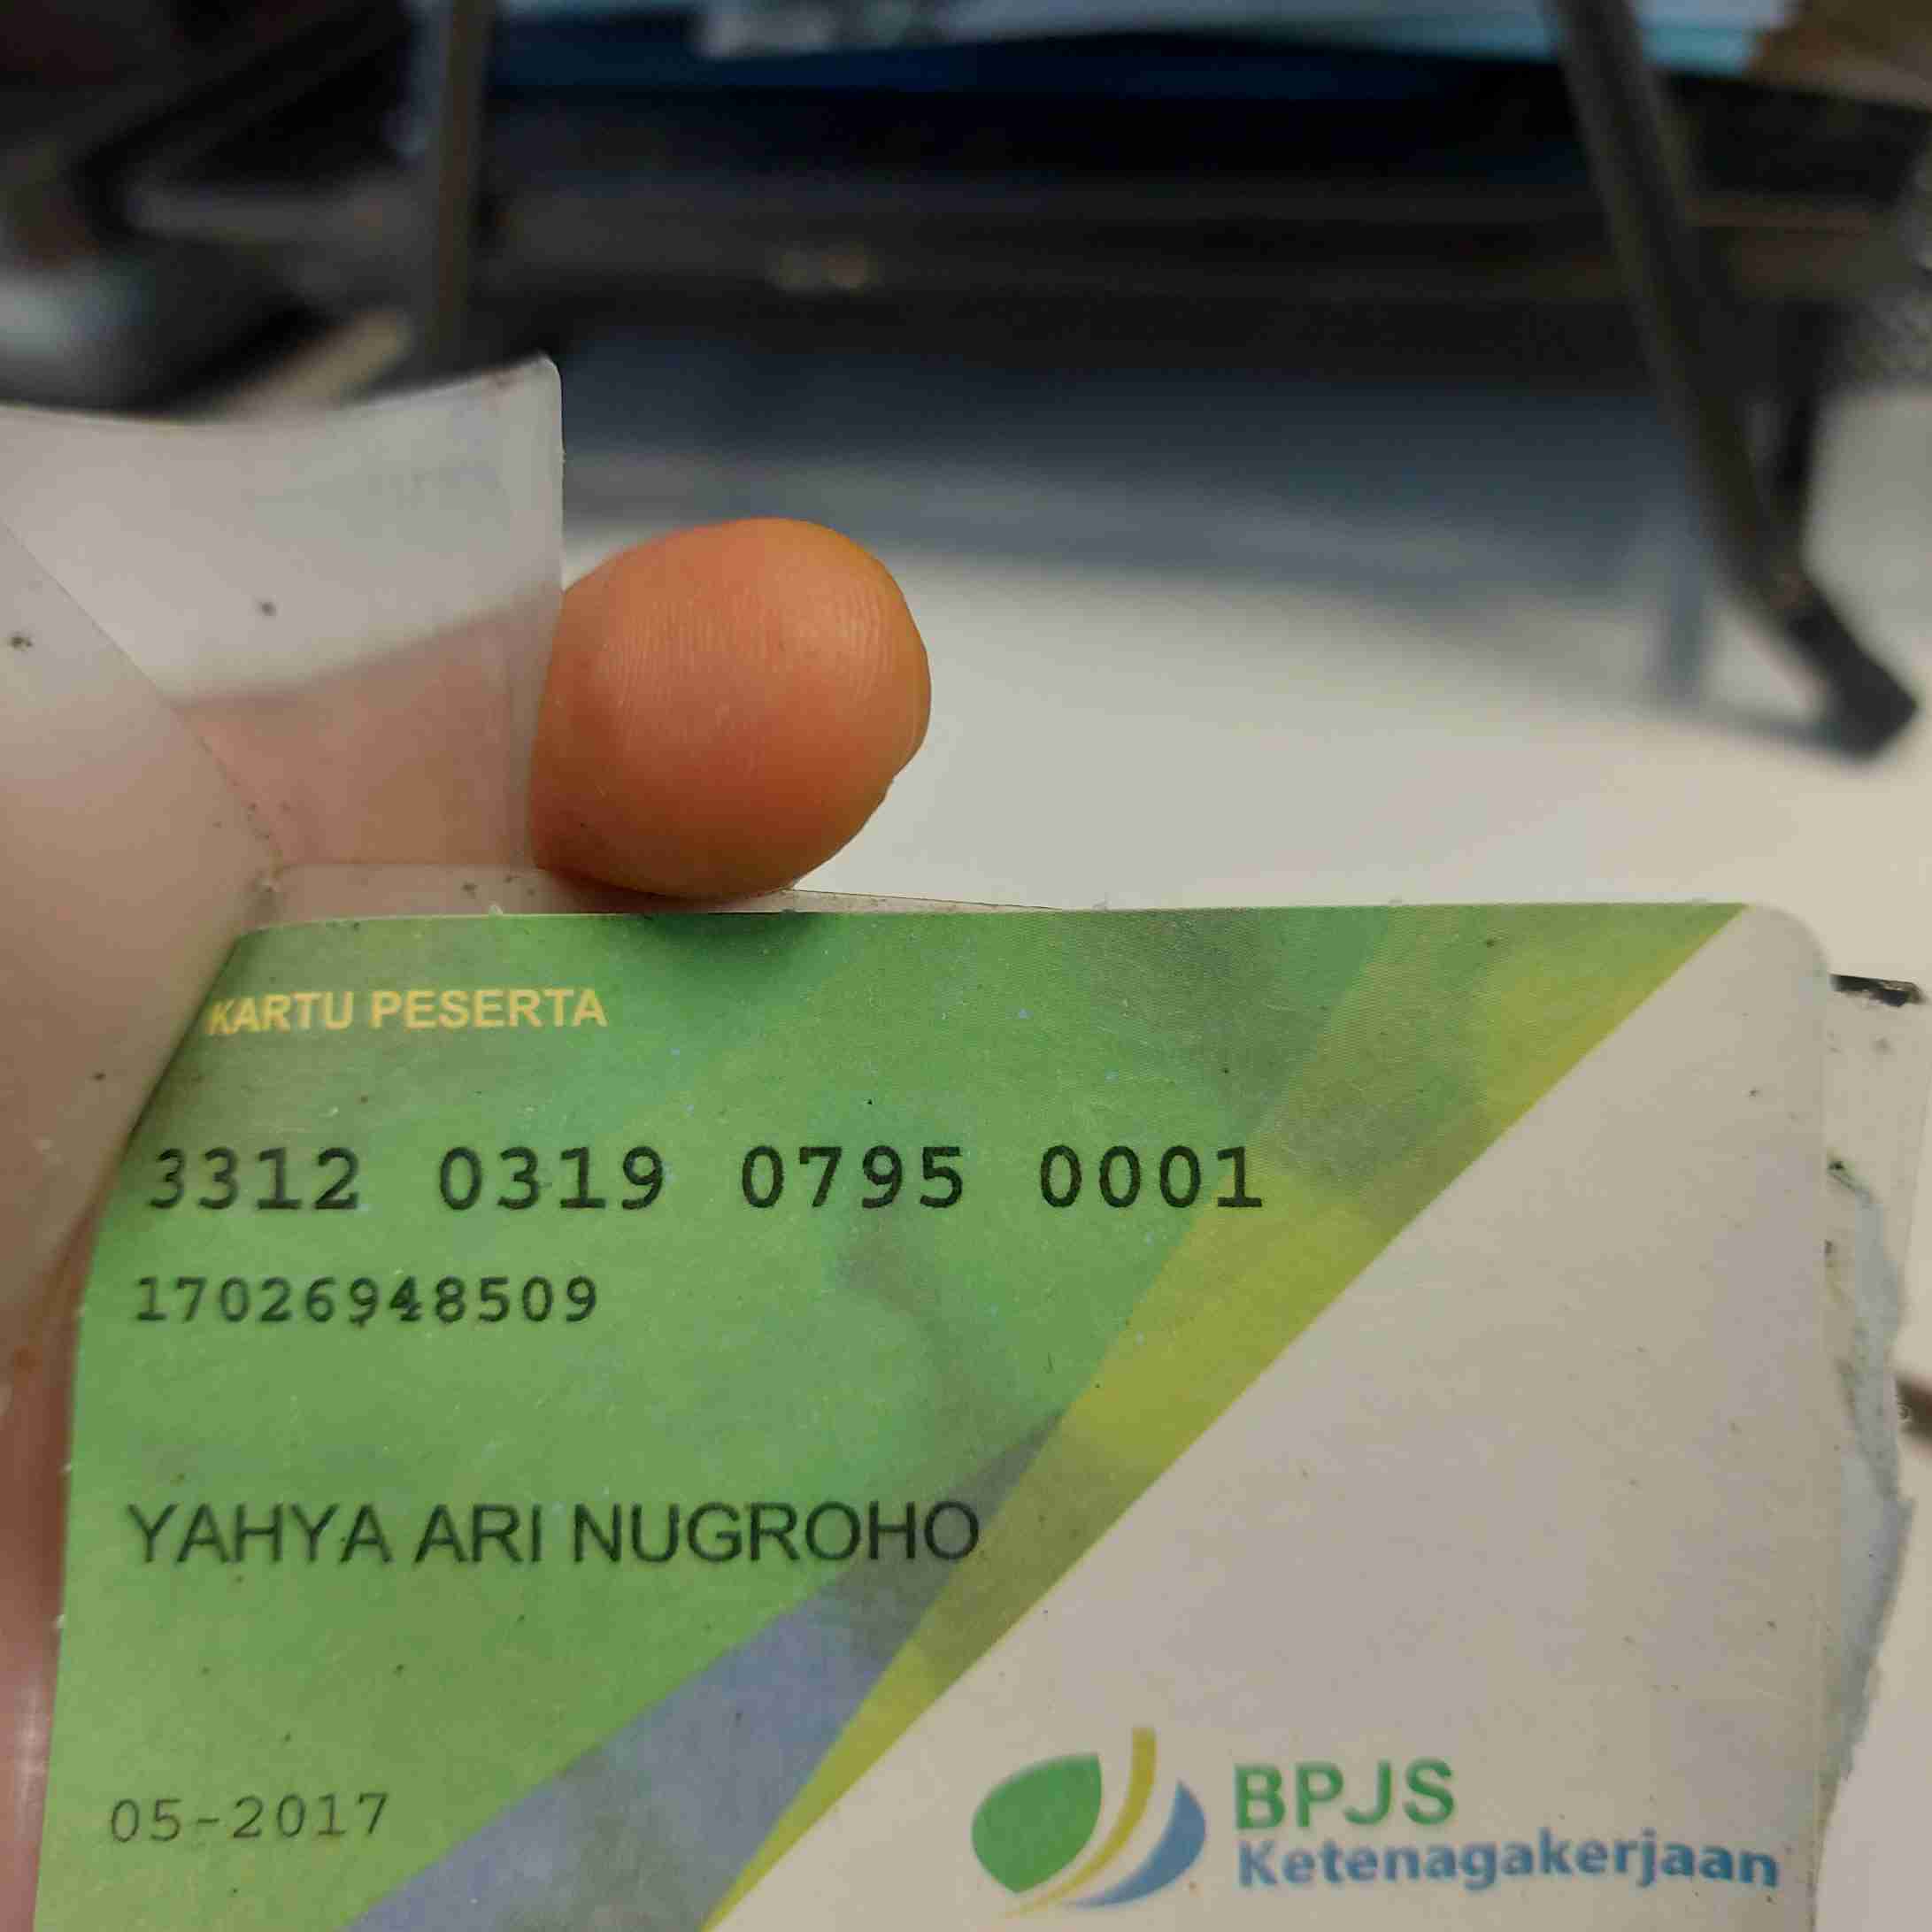 KARTU PESERTA
3312 0319 0795 0001
17026948509
YAHYA ARI NUGROHO
05-2017
BPJS
Ketenagakerjaan